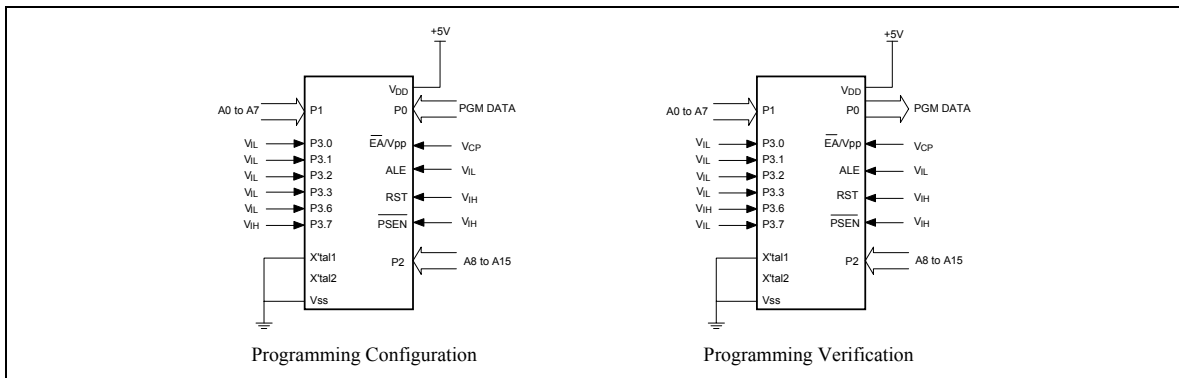 +5V
VDD
A0 to A7 P1 P0 PGM DATA
VIL P3.0 EA/Vpp VCP
VIL P3.1
VIL P3.2 ALE VIL
VIL P3.3 RST VIH
VIL P3.6
VIH P3.7 PSEN VIH
X'tal1 P2 A8 to A15
X'tal2
Vss
Programming Configuration
+5V
VDD
A0 to A7 P1 P0 PGM DATA
VIL P3.0 EA/Vpp VCP
VIL P3.1
VIL P3.2 ALE VIL
VIL P3.3 RST VIH
VIH P3.6
VIL P3.7 PSEN VIH
X'tal1 P2 A8 to A15
X'tal2
Vss
Programming Verification